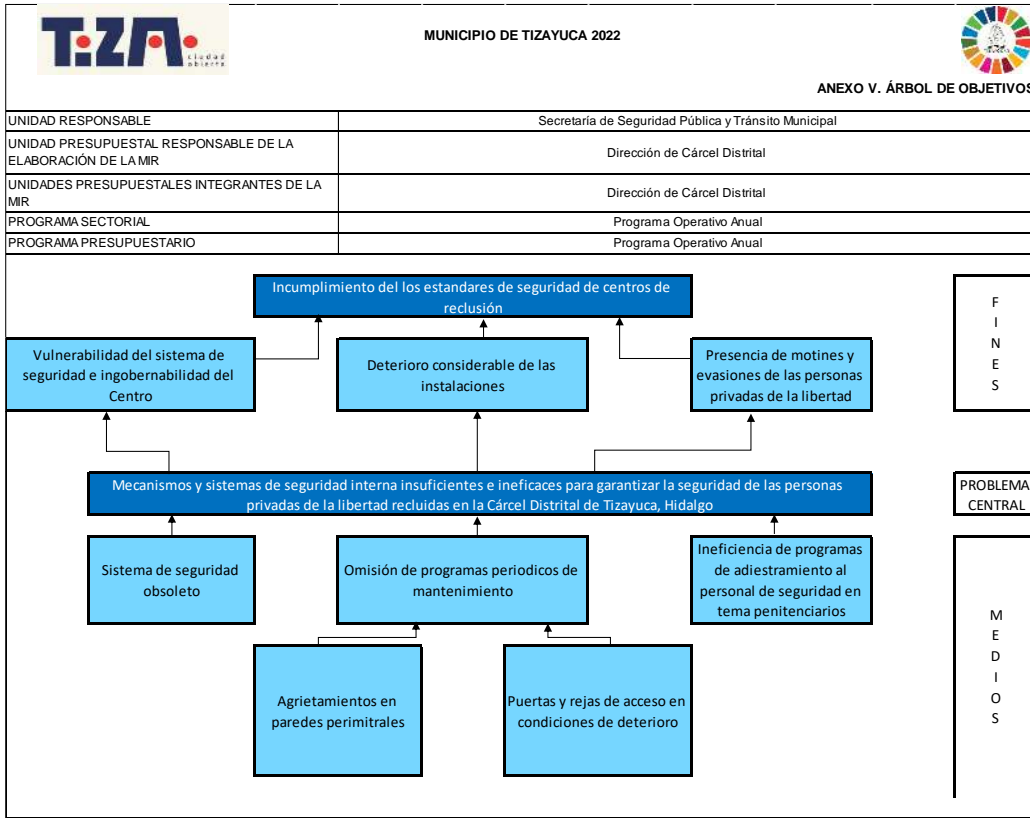 TIZA.
ciudad
abierta
MUNICIPIO DE TIZAYUCA 2022
ANEXO V. ÁRBOL DE OBJETIVOS
UNIDAD RESPONSABLE
Secretaría de Seguridad Pública y Tránsito Municipal
UNIDAD PRESUPUESTAL RESPONSABLE DE LA
ELABORACIÓN DE LA MIR
Dirección de Cárcel Distrital
UNIDADES PRESUPUESTALES INTEGRANTES DE LA
MIR
Dirección de Cárcel Distrital
PROGRAMA SECTORIAL
Programa Operativo Anual
PROGRAMA PRESUPUESTARIO
Programa Operativo Anual
Incumplimiento del los estandares de seguridad de centros de
reclusión
F
I
N
E
S
Vulnerabilidad del sistema de
seguridad e ingobernabilidad del
Centro
Deterioro considerable de las
instalaciones
Presencia de motines y
evasiones de las personas
privadas de la libertad
Mecanismos y sistemas de seguridad interna insuficientes e ineficaces para garantizar la seguridad de las personas
privadas de la libertad recluidas en la Cárcel Distrital de Tizayuca, Hidalgo
PROBLEMA
CENTRAL
Sistema de seguridad
obsoleto
Omisión de programas periodicos de
mantenimiento
Ineficiencia de programas
de adiestramiento al
personal de seguridad en
tema penitenciarios
M
E
D
I
O
S
Agrietamientos en
paredes perimitrales
Puertas y rejas de acceso en
condiciones de deterioro